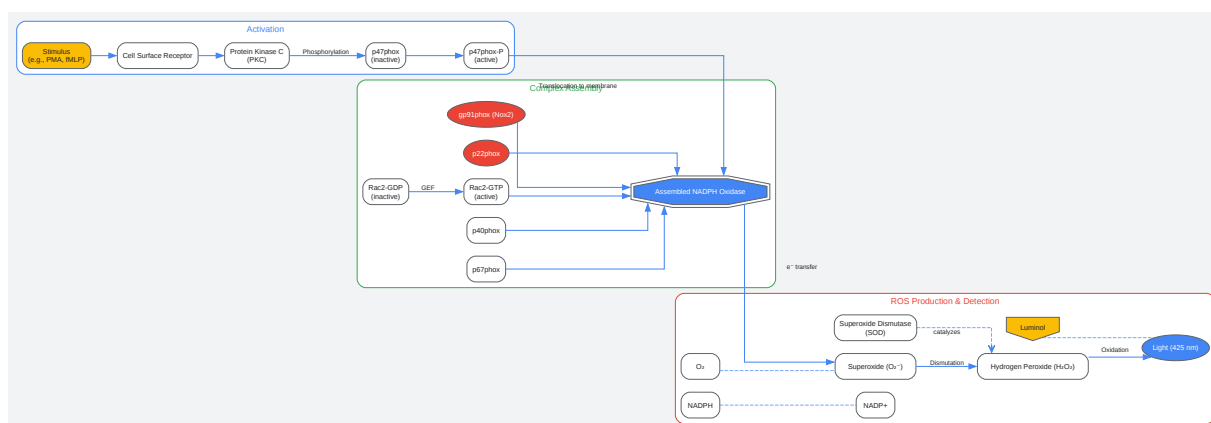 Activation
Stimulus
(e.g., PMA, fMLP)
Cell Surface Receptor
Protein Kinase C
(PKC)
Phosphorylation
p47phox
(inactive)
p47phox-P
(active)
Translocation to membrane
Complex Assembly
gp91phox (Nox2)
p22phox
Rac2-GDP
(inactive)
GEF
Rac2-GTP
(active)
Assembled NADPH Oxidase
p40phox
p67phox
e⁻ transfer
ROS Production & Detection
Superoxide Dismutase
(SOD)
catalyzes
Luminol
Light (425 nm)
Oxidation
O₂
Superoxide (O₂⁻)
Dismutation
Hydrogen Peroxide (H₂O₂)
NADPH
NADP+